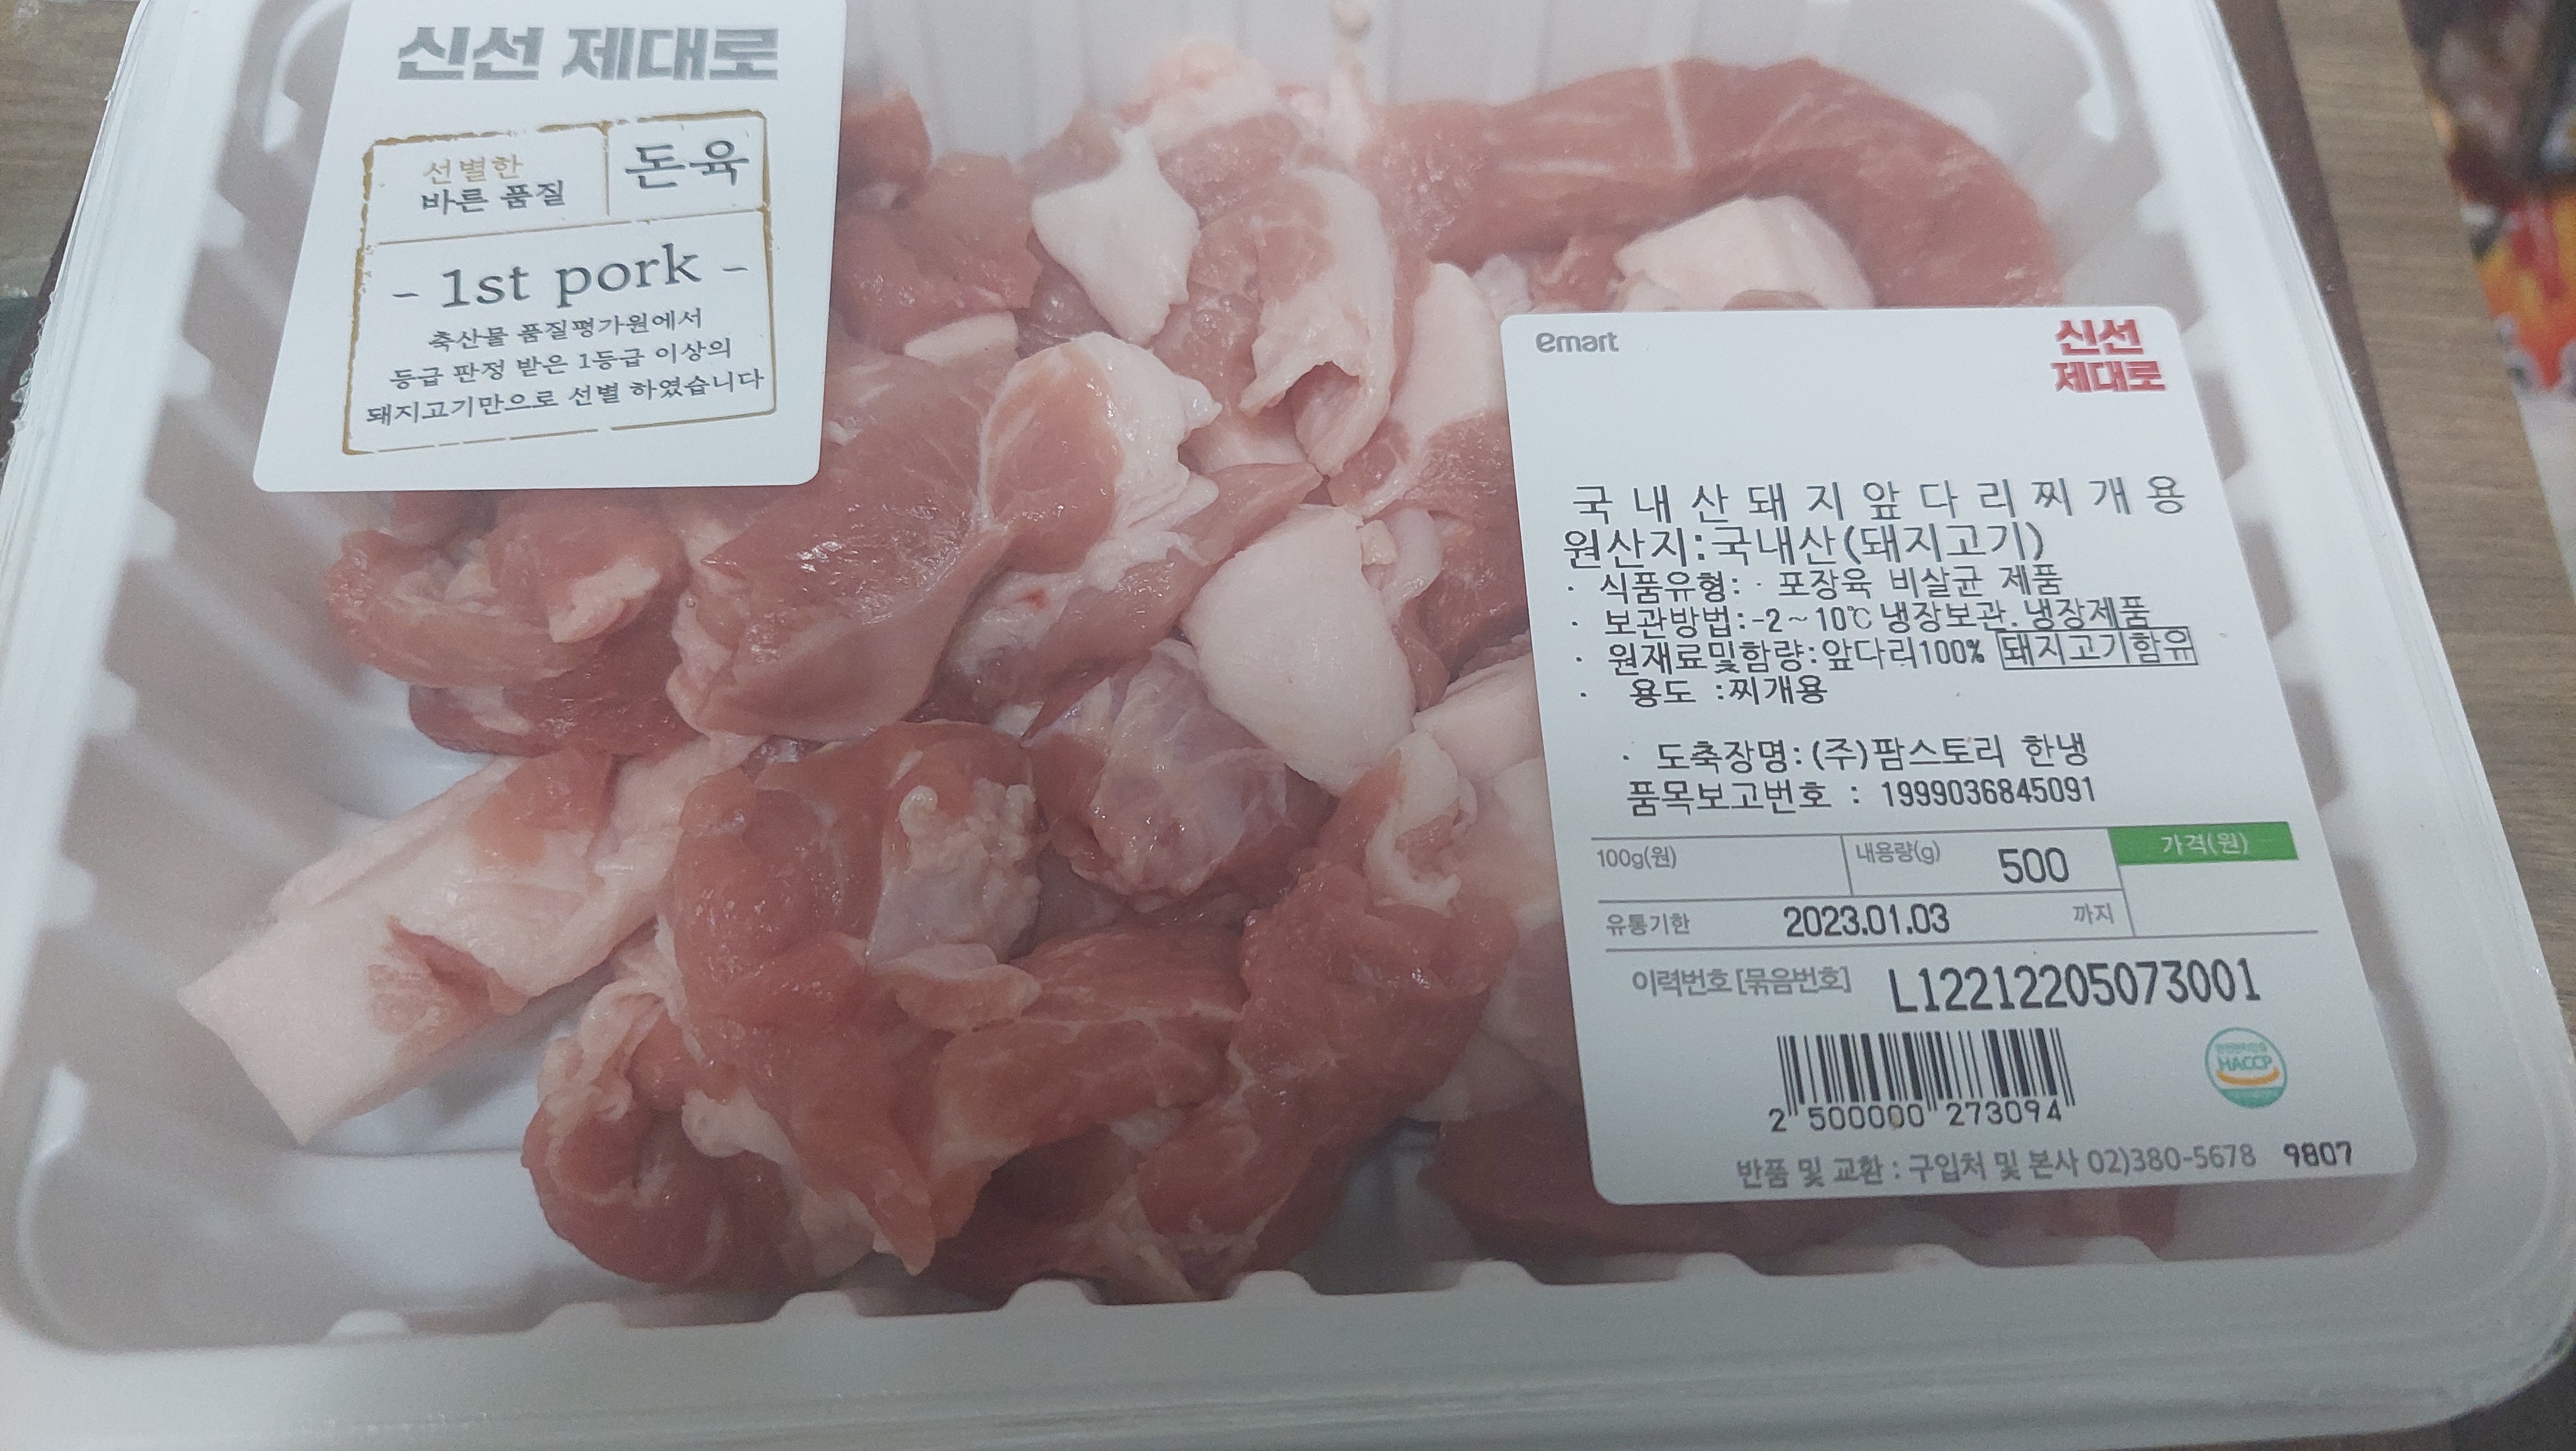 신선 제대로
선별한
바른 품질
돈육
- 1st pork -
축산물 품질평가원에서
등급 판정 받은 1등급 이상의
돼지고기만으로 선별 하였습니다
emart
신선
제대로
국내산돼지앞다리찌개용
원산지:국내산(돼지고기)
· 식품유형: · 포장육 비살균 제품
· 보관방법:-2~10℃ 냉장보관. 냉장제품
· 원재료및함량:앞다리100% 돼지고기함유
· 용도 :찌개용
· 도축장명:(주)팜스토리 한냉
품목보고번호 : 1999036845091
100g(원) 내용량(g) 500 가격(원)
유통기한 2023.01.03 까지
이력번호[묶음번호] L12212205073001
HACCP
2 500000 273094
반품 및 교환 : 구입처 및 본사 02)380-5678 9807